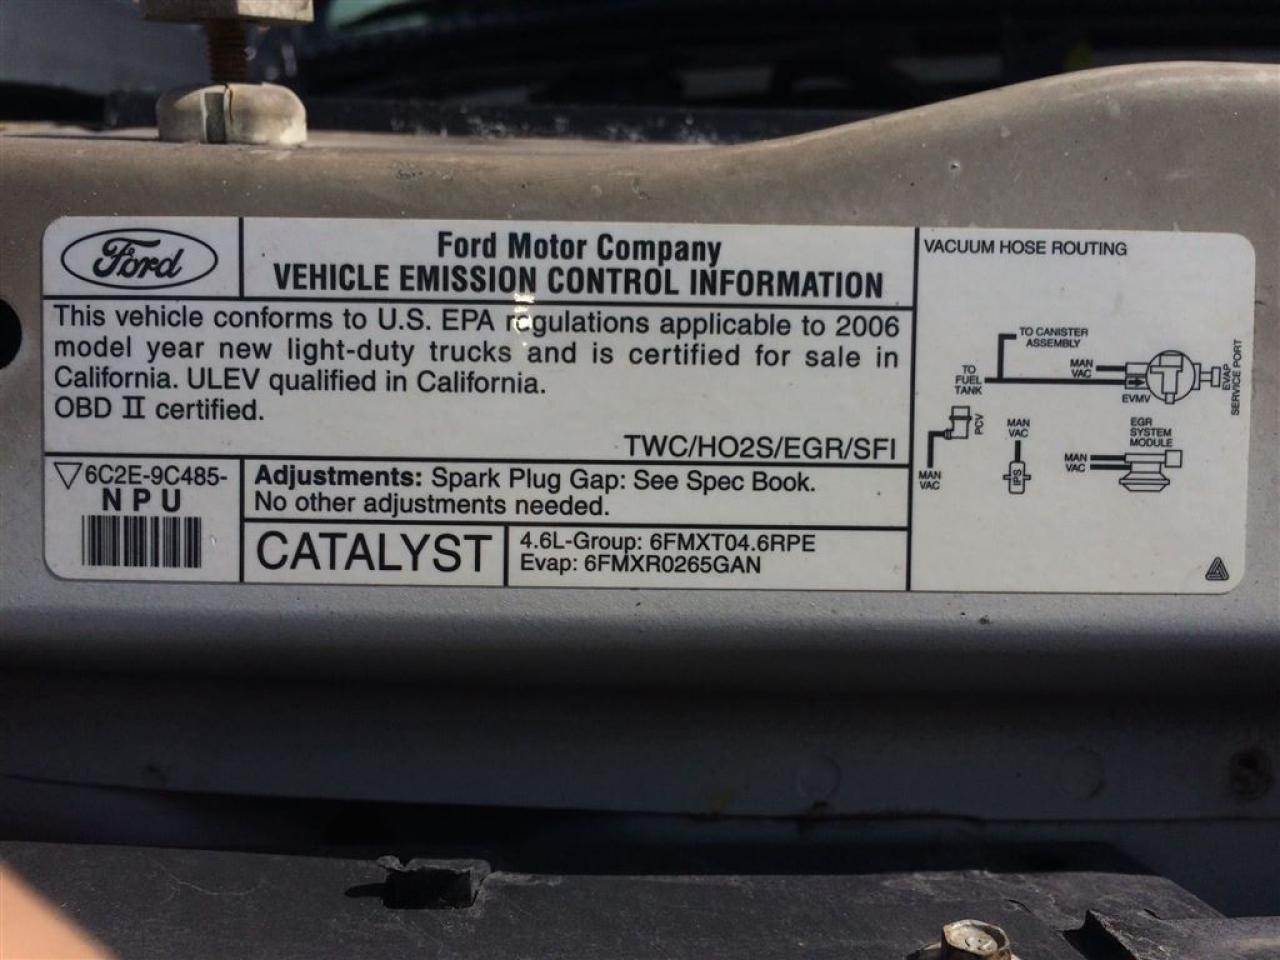 Ford
Ford Motor Company
VEHICLE EMISSION CONTROL INFORMATION
This vehicle conforms to U.S. EPA regulations applicable to 2006
model year new light-duty trucks and is certified for sale in
California. ULEV qualified in California.
OBD II certified.
TWC/HO2S/EGR/SFI
6C2E-9C485-
NPU
Adjustments: Spark Plug Gap: See Spec Book.
No other adjustments needed.
CATALYST
4.6L-Group: 6FMXT04.6RPE
Evap: 6FMXR0265GAN
VACUUM HOSE ROUTING
TO CANISTER
ASSEMBLY
MAN
VAC
TO
FUEL
TANK
EVMV
EVAP
SERVICE PORT
PCV
MAN
VAC
MAN
VAC
IPS
EGR
SYSTEM
MODULE
MAN
VAC